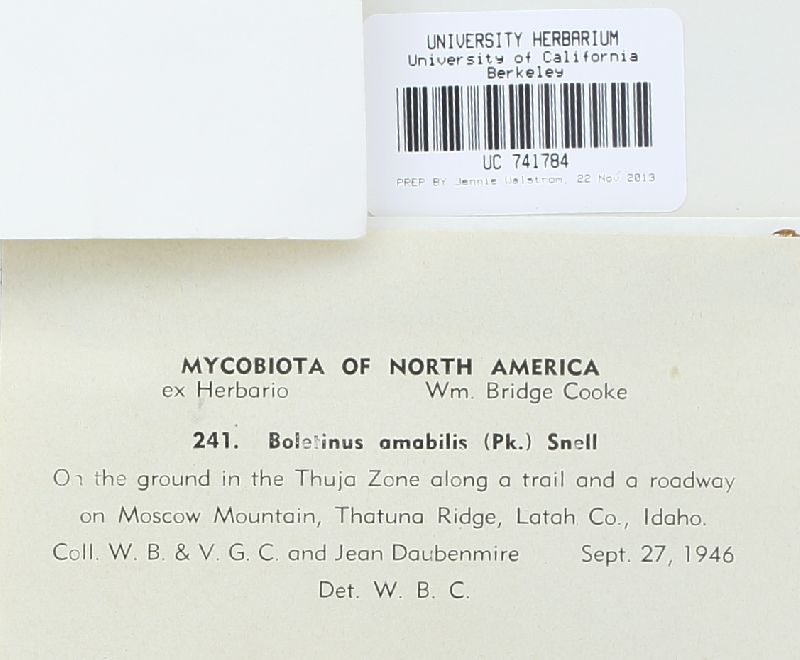 UNIVERSITY HERBARIUM
University of California
Berkeley
UC 741784
PREP BY Jennie Walstrom, 22 Nov. 2013
MYCOBIOTA OF NORTH AMERICA
ex Herbario Wm. Bridge Cooke
241. Boletinus amabilis (Pk.) Snell
On the ground in the Thuja Zone along a trail and a roadway
on Moscow Mountain, Thatuna Ridge, Latah Co., Idaho.
Coll. W. B. & V. G. C. and Jean Daubenmire Sept. 27, 1946
Det. W. B. C.